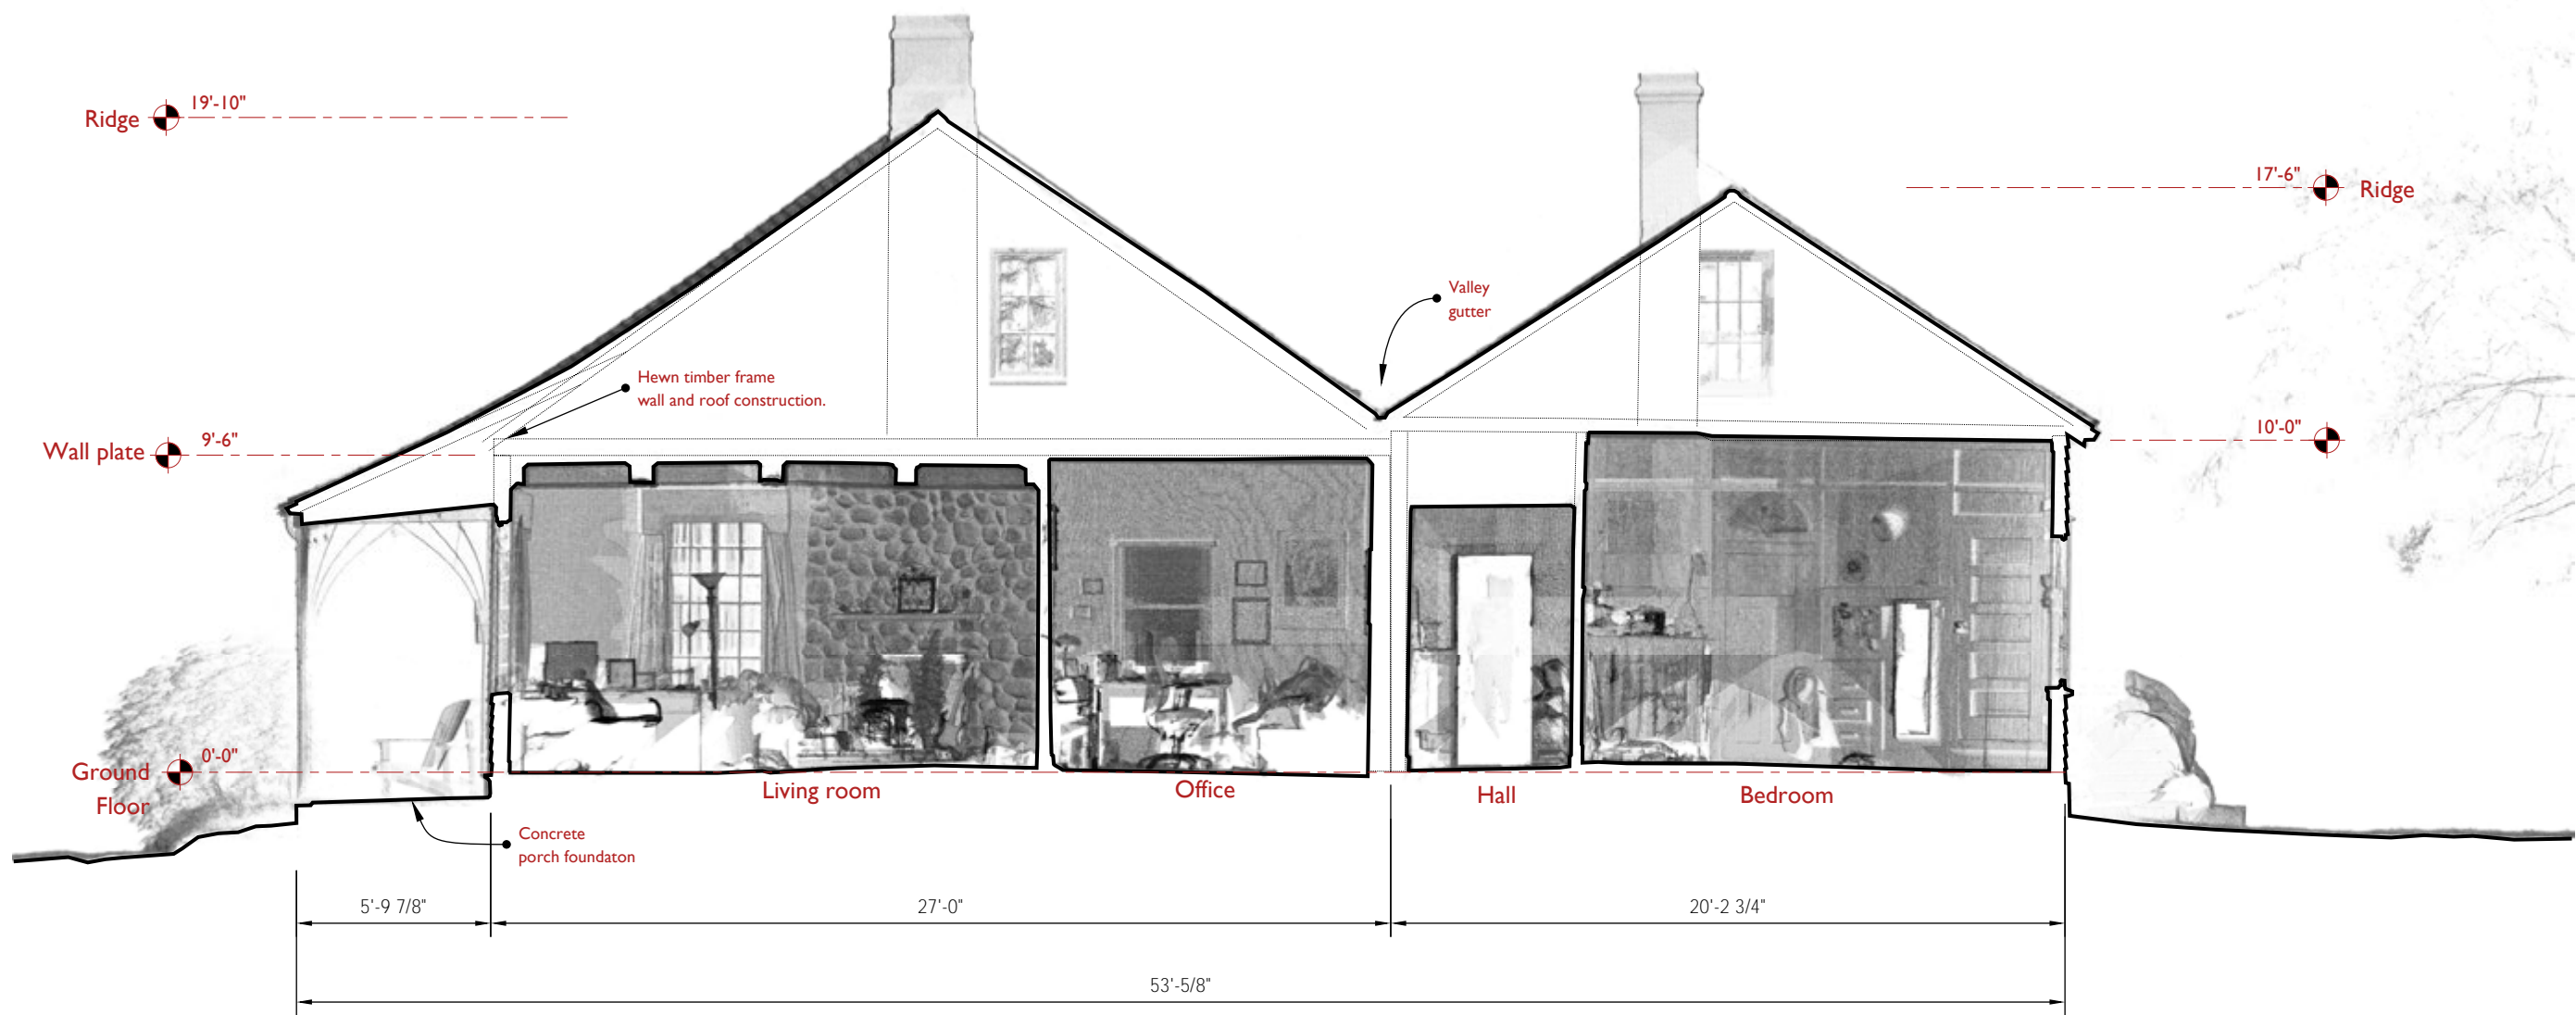 19'-10"
Ridge
17'-6"
Ridge
Valley
gutter
Hewn timber frame
wall and roof construction.
9'-6"
Wall plate
10'-0"
0'-0"
Ground
Floor
Living room
Office
Hall
Bedroom
Concrete
porch foundaton
5'-9 7/8"
27'-0"
20'-2 3/4"
53'-5/8"